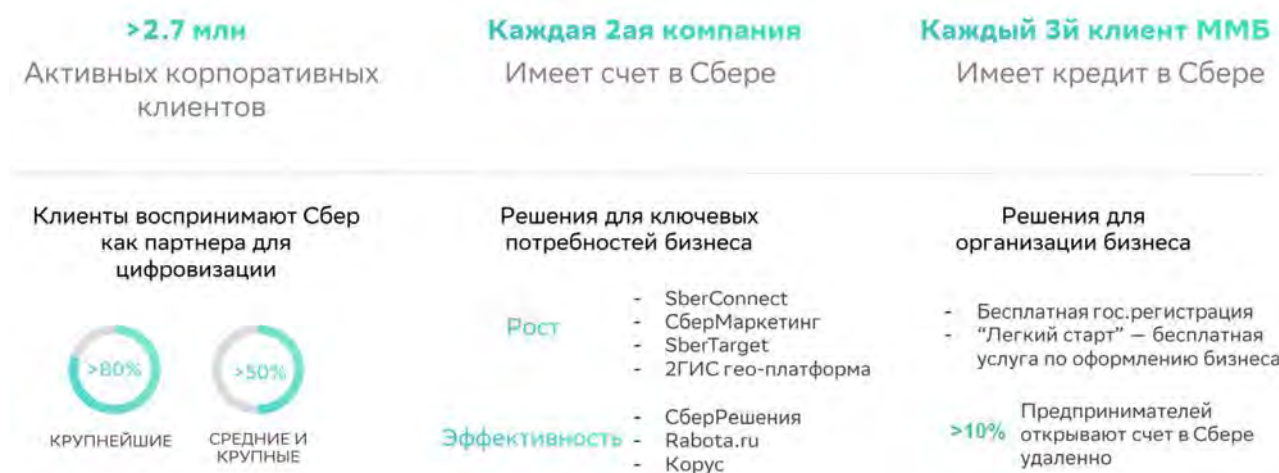 >2.7 млн
Активных корпоративных
клиентов
Каждая 2ая компания
Имеет счет в Сбере
Каждый 3й клиент ММБ
Имеет кредит в Сбере
Клиенты воспринимают Сбер
как партнера для
цифровизации
>80%
КРУПНЕЙШИЕ
>50%
СРЕДНИЕ И
КРУПНЫЕ
Решения для ключевых
потребностей бизнеса
Рост
- SberConnect
- СберМаркетинг
- SberTarget
- 2ГИС гео-платформа
Эффективность
- СберРешения
- Rabota.ru
- Корус
Решения для
организации бизнеса
- Бесплатная гос.регистрация
- "Легкий старт" — бесплатная
услуга по оформлению бизнеса
>10%
Предпринимателей
открывают счет в Сбере
удаленно